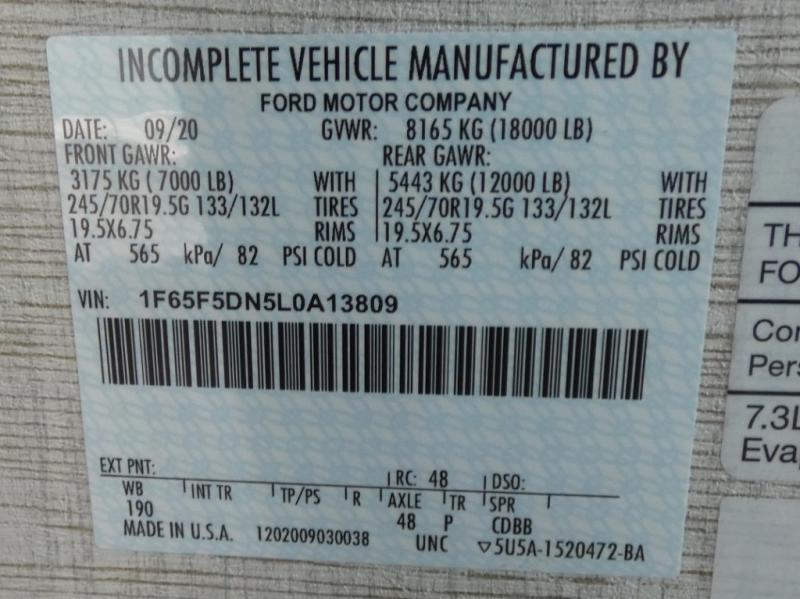 INCOMPLETE VEHICLE MANUFACTURED BY
FORD MOTOR COMPANY
DATE: 09/20 GVWR: 8165 KG (18000 LB)
FRONT GAWR: REAR GAWR:
3175 KG ( 7000 LB) WITH 5443 KG (12000 LB) WITH
245/70R19.5G 133/132L TIRES 245/70R19.5G 133/132L TIRES
19.5X6.75 RIMS 19.5X6.75 RIMS
AT 565 kPa/ 82 PSI COLD AT 565 kPa/ 82 PSI COLD
VIN: 1F65F5DN5L0A13809
EXT PNT: RC: 48 DSO:
WB INT TR TP/PS R AXLE TR SPR
190 48 P CDBB
MADE IN U.S.A. 1202009030038 UNC 5U5A-1520472-BA
TH
FO
Con
Pers
7.3L
Evap